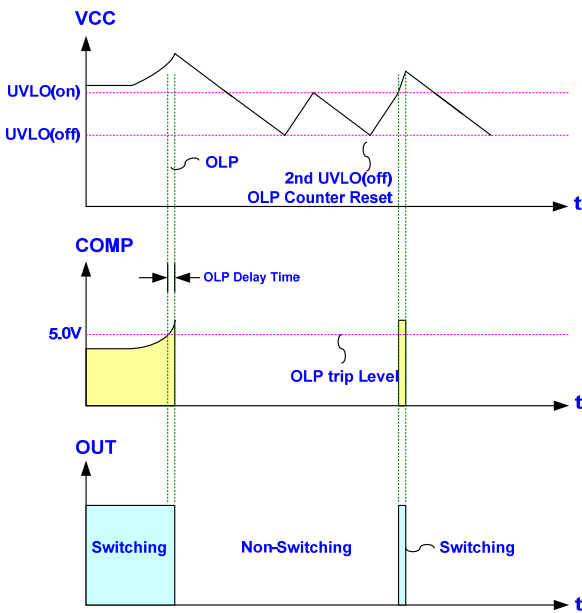 VCC
UVLO(on)
UVLO(off)
OLP
2nd UVLO(off)
OLP Counter Reset
t
COMP
OLP Delay Time
5.0V
OLP trip Level
t
OUT
Switching
Non-Switching
Switching
t